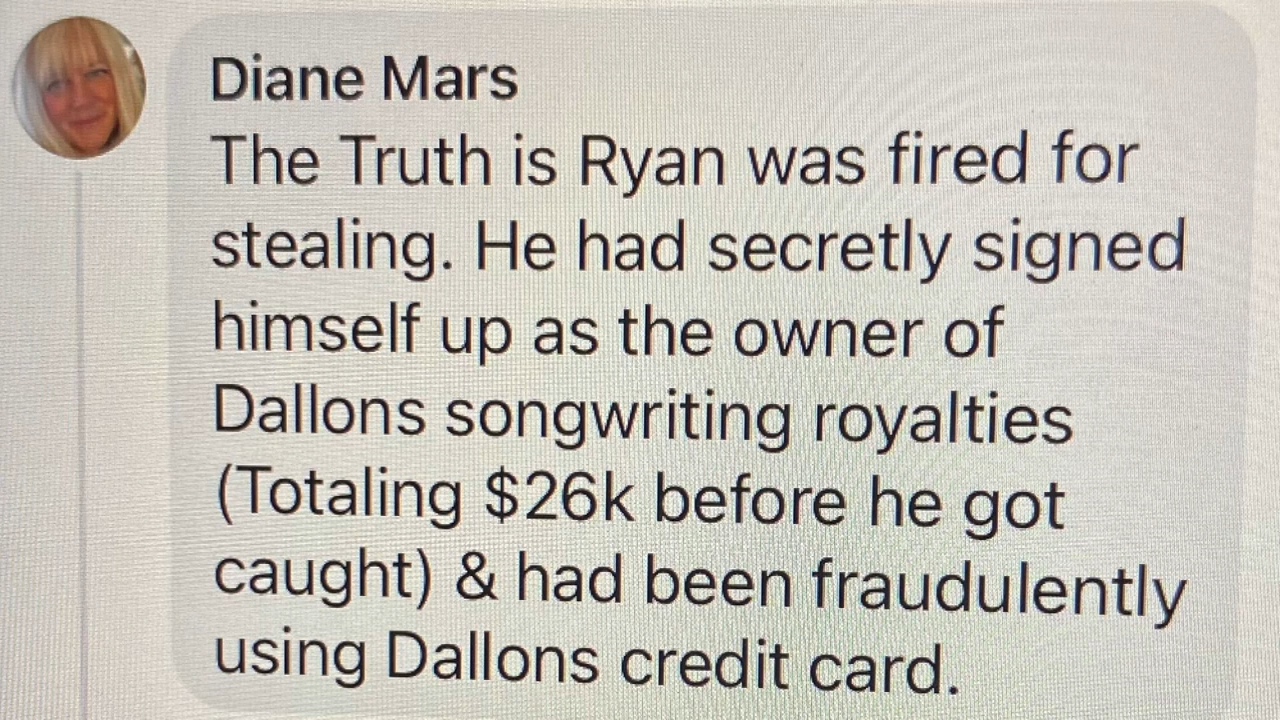 Diane Mars
The Truth is Ryan was fired for
stealing. He had secretly signed
himself up as the owner of
Dallons songwriting royalties
(Totaling $26k before he got
caught) & had been fraudulently
using Dallons credit card.